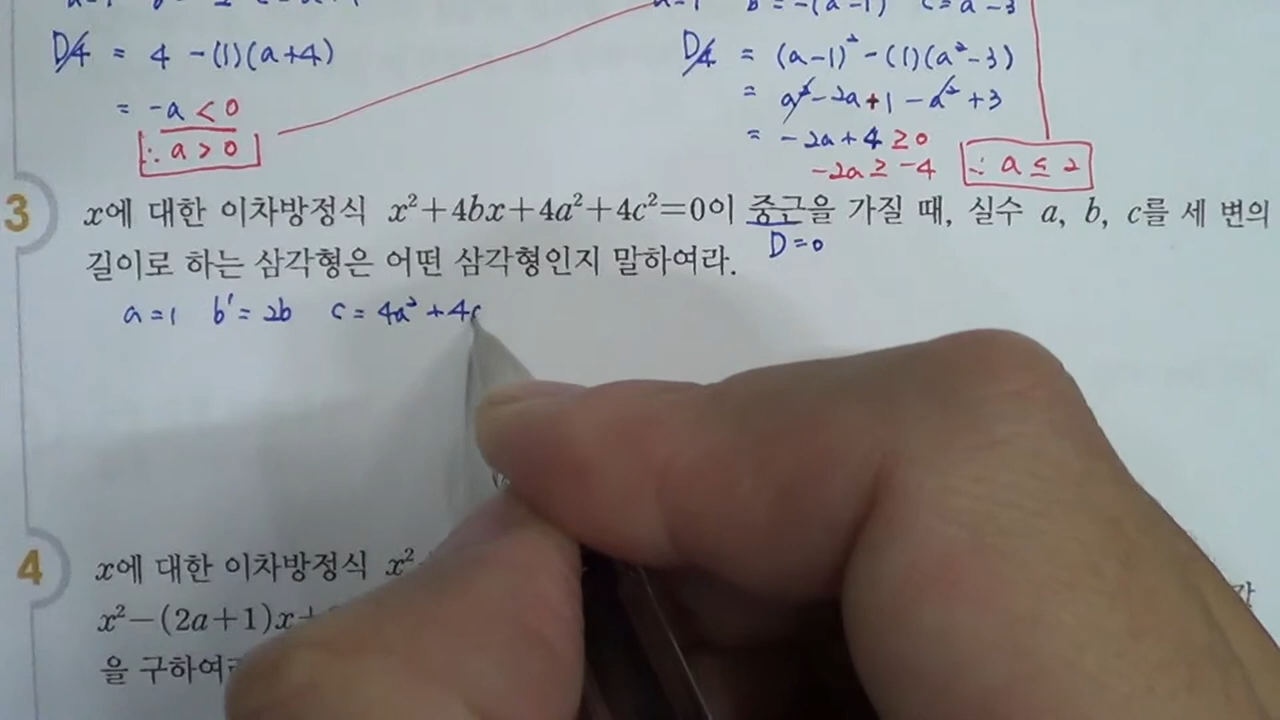 D/4 = 4 -(1)(a+4)
= -a < 0
∴ a > 0
D/4 = (a-1)² -(1)(a²-3)
= a²-2a+1-a²+3
= -2a+4 ≥ 0
-2a ≥ -4
∴ a ≤ 2
3 x에 대한 이차방정식 x²+4bx+4a²+4c²=0이 중근을 가질 때, 실수 a, b, c를 세 변의
D=0
길이로 하는 삼각형은 어떤 삼각형인지 말하여라.
a=1 b'=2b c=4a²+4c
4 x에 대한 이차방정식 x²
x²-(2a+1)x+
을 구하여라